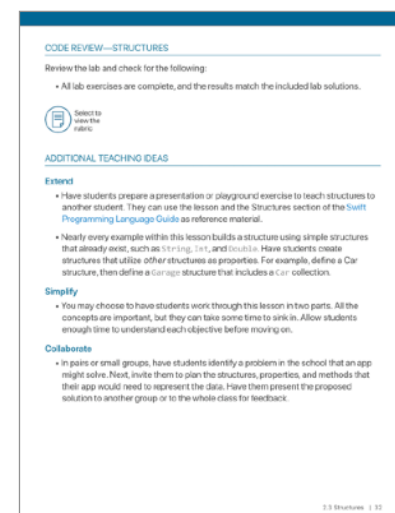 CODE REVIEW—STRUCTURES
Review the lab and check for the following:
• All lab exercises are complete, and the results match the included lab solutions.
Select to
view the
rubric
ADDITIONAL TEACHING IDEAS
Extend
• Have students prepare a presentation or playground exercise to teach structures to
another student. They can use the lesson and the Structures section of the Swift
Programming Language Guide as reference material.
• Nearly every example within this lesson builds a structure using simple structures
that already exist, such as String, Int, and Double. Have students create
structures that utilize other structures as properties. For example, define a Car
structure, then define a Garage structure that includes a Car collection.
Simplify
• You may choose to have students work through this lesson in two parts. All the
concepts are important, but they can take some time to sink in. Allow students
enough time to understand each objective before moving on.
Collaborate
• In pairs or small groups, have students identify a problem in the school that an app
might solve. Next, invite them to plan the structures, properties, and methods that
their app would need to represent the data. Have them present the proposed
solution to another group or to the whole class for feedback.
2.3 Structures | 32